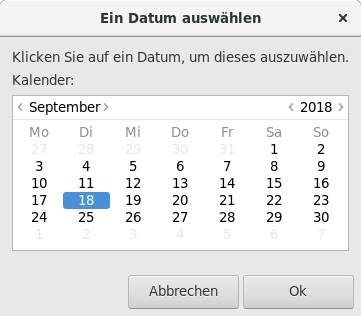 Ein Datum auswählen
Klicken Sie auf ein Datum, um dieses auszuwählen.
Kalender:
September 2018
Mo Di Mi Do Fr Sa So
27 28 29 30 31 1 2
3 4 5 6 7 8 9
10 11 12 13 14 15 16
17 18 19 20 21 22 23
24 25 26 27 28 29 30
1 2 3 4 5 6 7
Abbrechen Ok